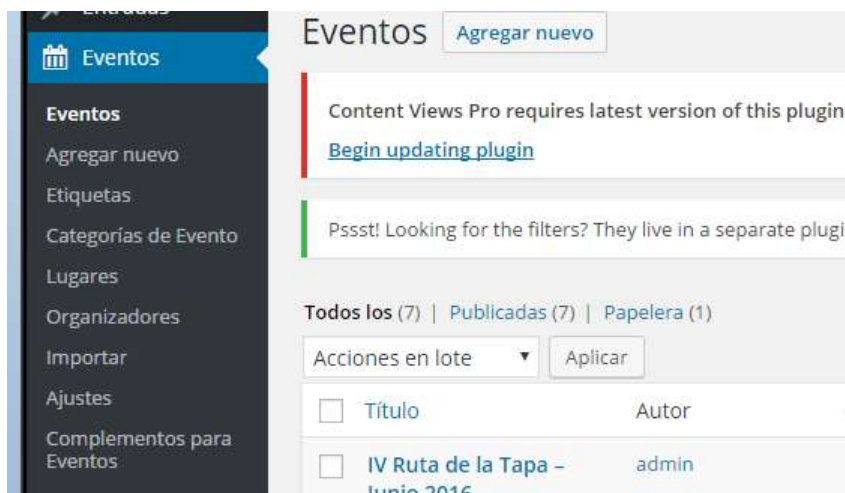 Entradas
Eventos
Eventos
Agregar nuevo
Etiquetas
Categorías de Evento
Lugares
Organizadores
Importar
Ajustes
Complementos para
Eventos
Eventos Agregar nuevo
Content Views Pro requires latest version of this plugin
Begin updating plugin
Pssst! Looking for the filters? They live in a separate plugi
Todos los (7) | Publicadas (7) | Papelera (1)
Acciones en lote Aplicar
Título Autor
IV Ruta de la Tapa – admin
Junio 2016